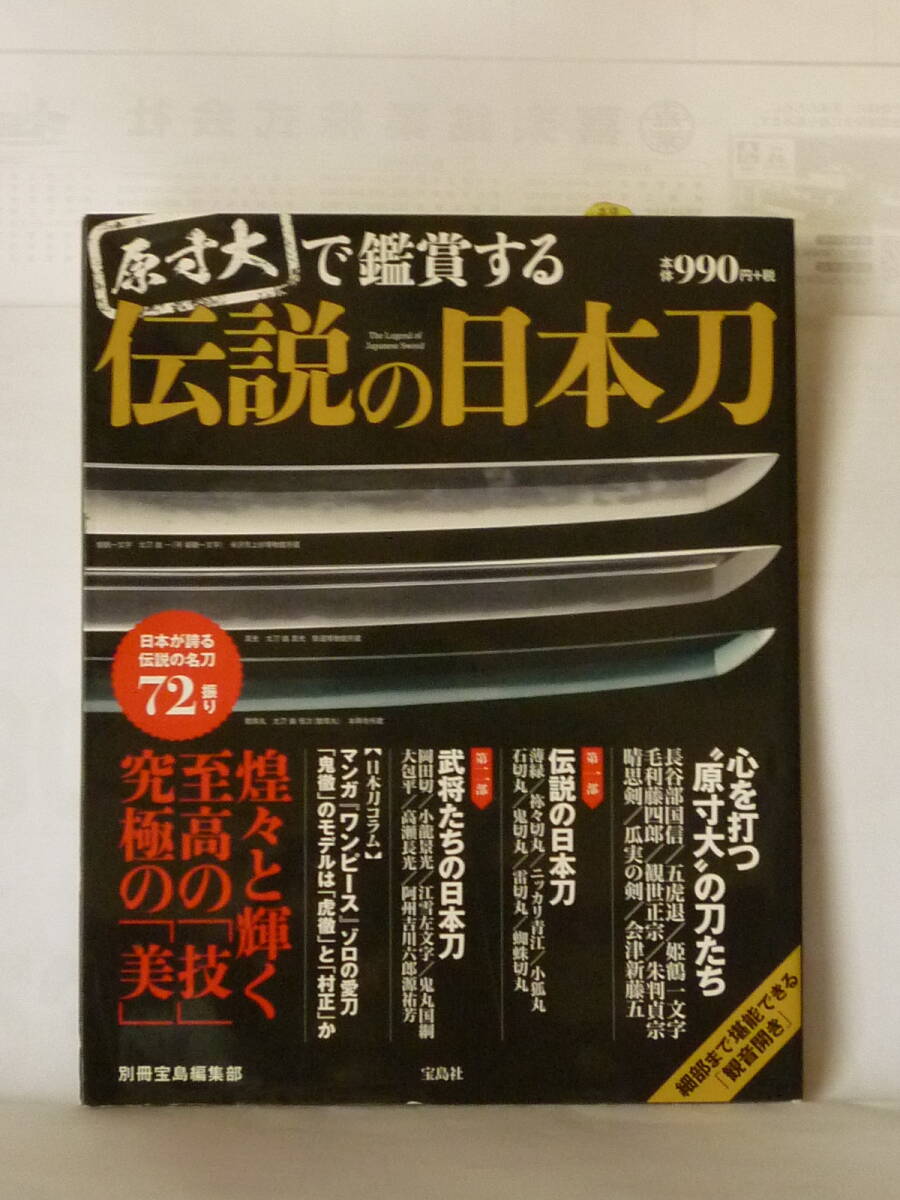 原寸大で鑑賞する
本体990円+税
The Legend of
Japanese Sword
伝説の日本刀
日本が誇る
伝説の名刀
72振り
心を打つ
"原寸大"の刀たち
長谷部国信／五虎退／姫鶴一文字
毛利藤四郎／観世正宗／朱判貞宗
晴思剣／瓜実の剣／会津新藤五
第一部
伝説の日本刀
薄緑／祢々切丸／ニッカリ青江／小狐丸
石切丸／鬼切丸／雷切丸／蜘蛛切丸
第二部
武将たちの日本刀
岡田切／小龍景光／江雪左文字／鬼丸国綱
大包平／高瀬長光／阿州吉川六郎源祐芳
【日本刀コラム】
マンガ「ワンピース」ゾロの愛刀
「鬼徹」のモデルは「虎徹」と「村正」か
煌々と輝く
至高の「技」
究極の「美」
細部まで堪能できる
「観音開き」
別冊宝島編集部
宝島社